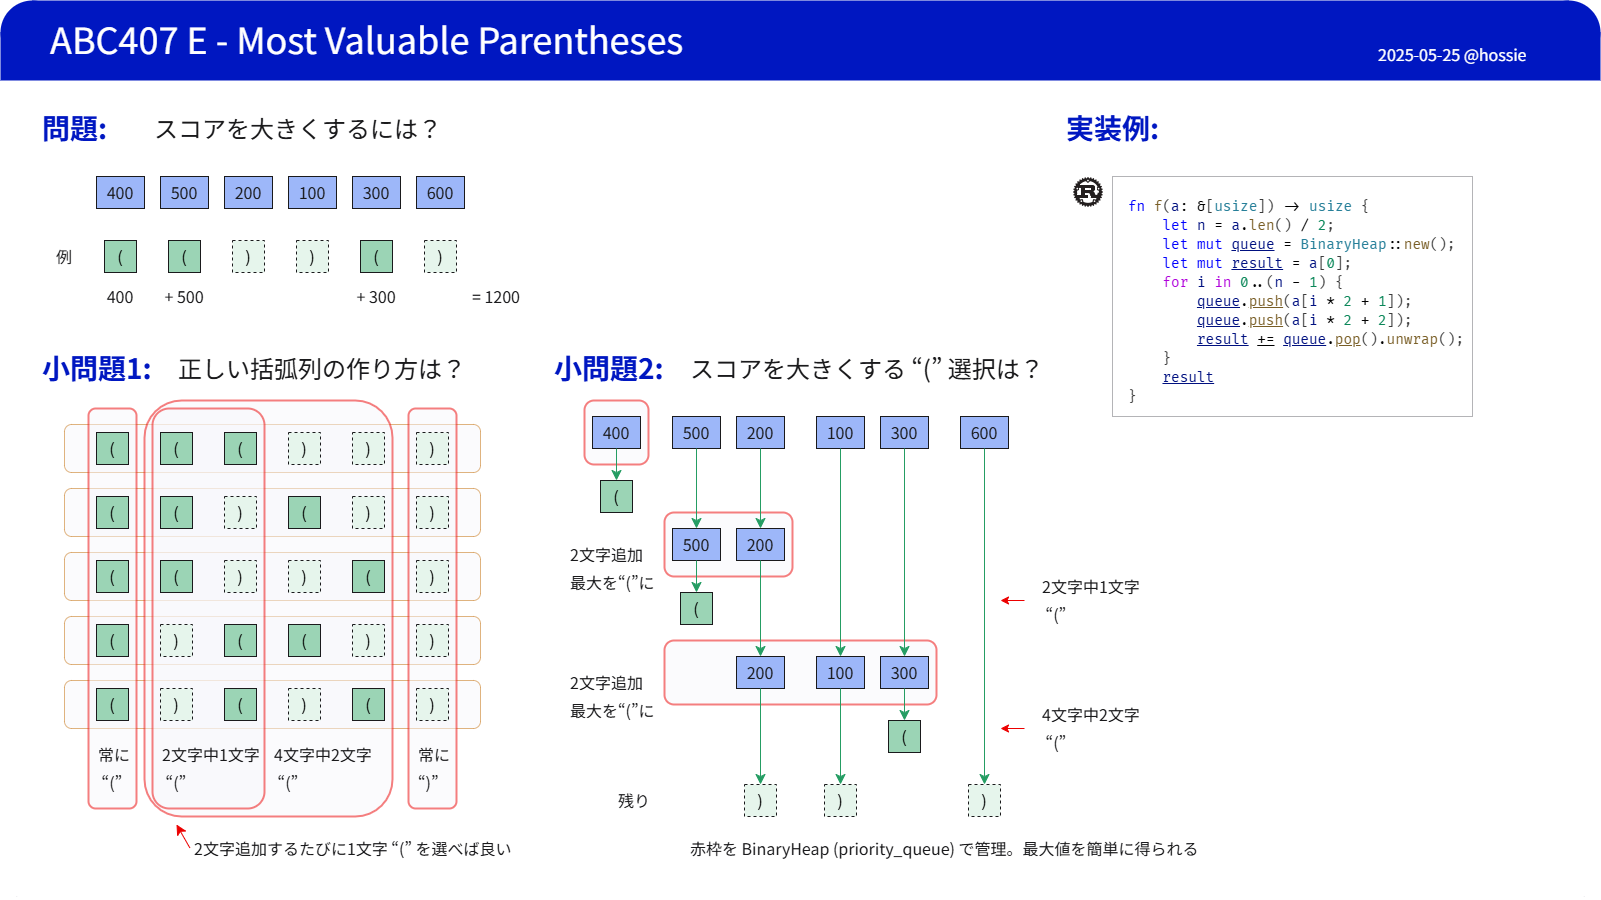 ABC407 E - Most Valuable Parentheses
2025-05-25 @hossie
問題: スコアを大きくするには？
400 500 200 100 300 600
例 ( ( ) ) ( )
400 + 500 + 300 = 1200
小問題1: 正しい括弧列の作り方は？
( ( ( ) ) )
( ( ) ( ) )
( ( ) ) ( )
( ) ( ( ) )
( ) ( ) ( )
常に 2文字中1文字 4文字中2文字 常に
“(” “(” “(” “)”
2文字追加するたびに1文字 “(” を選べば良い
小問題2: スコアを大きくする “(” 選択は？
400 500 200 100 300 600
(
500 200
2文字追加
最大を“(”に
(
2文字中1文字
“(”
200 100 300
2文字追加
最大を“(”に
(
4文字中2文字
“(”
残り ) ) )
赤枠を BinaryHeap (priority_queue) で管理。最大値を簡単に得られる
実装例:
R
fn f(a: &[usize]) -> usize {
let n = a.len() / 2;
let mut queue = BinaryHeap::new();
let mut result = a[0];
for i in 0..(n - 1) {
queue.push(a[i * 2 + 1]);
queue.push(a[i * 2 + 2]);
result += queue.pop().unwrap();
}
result
}